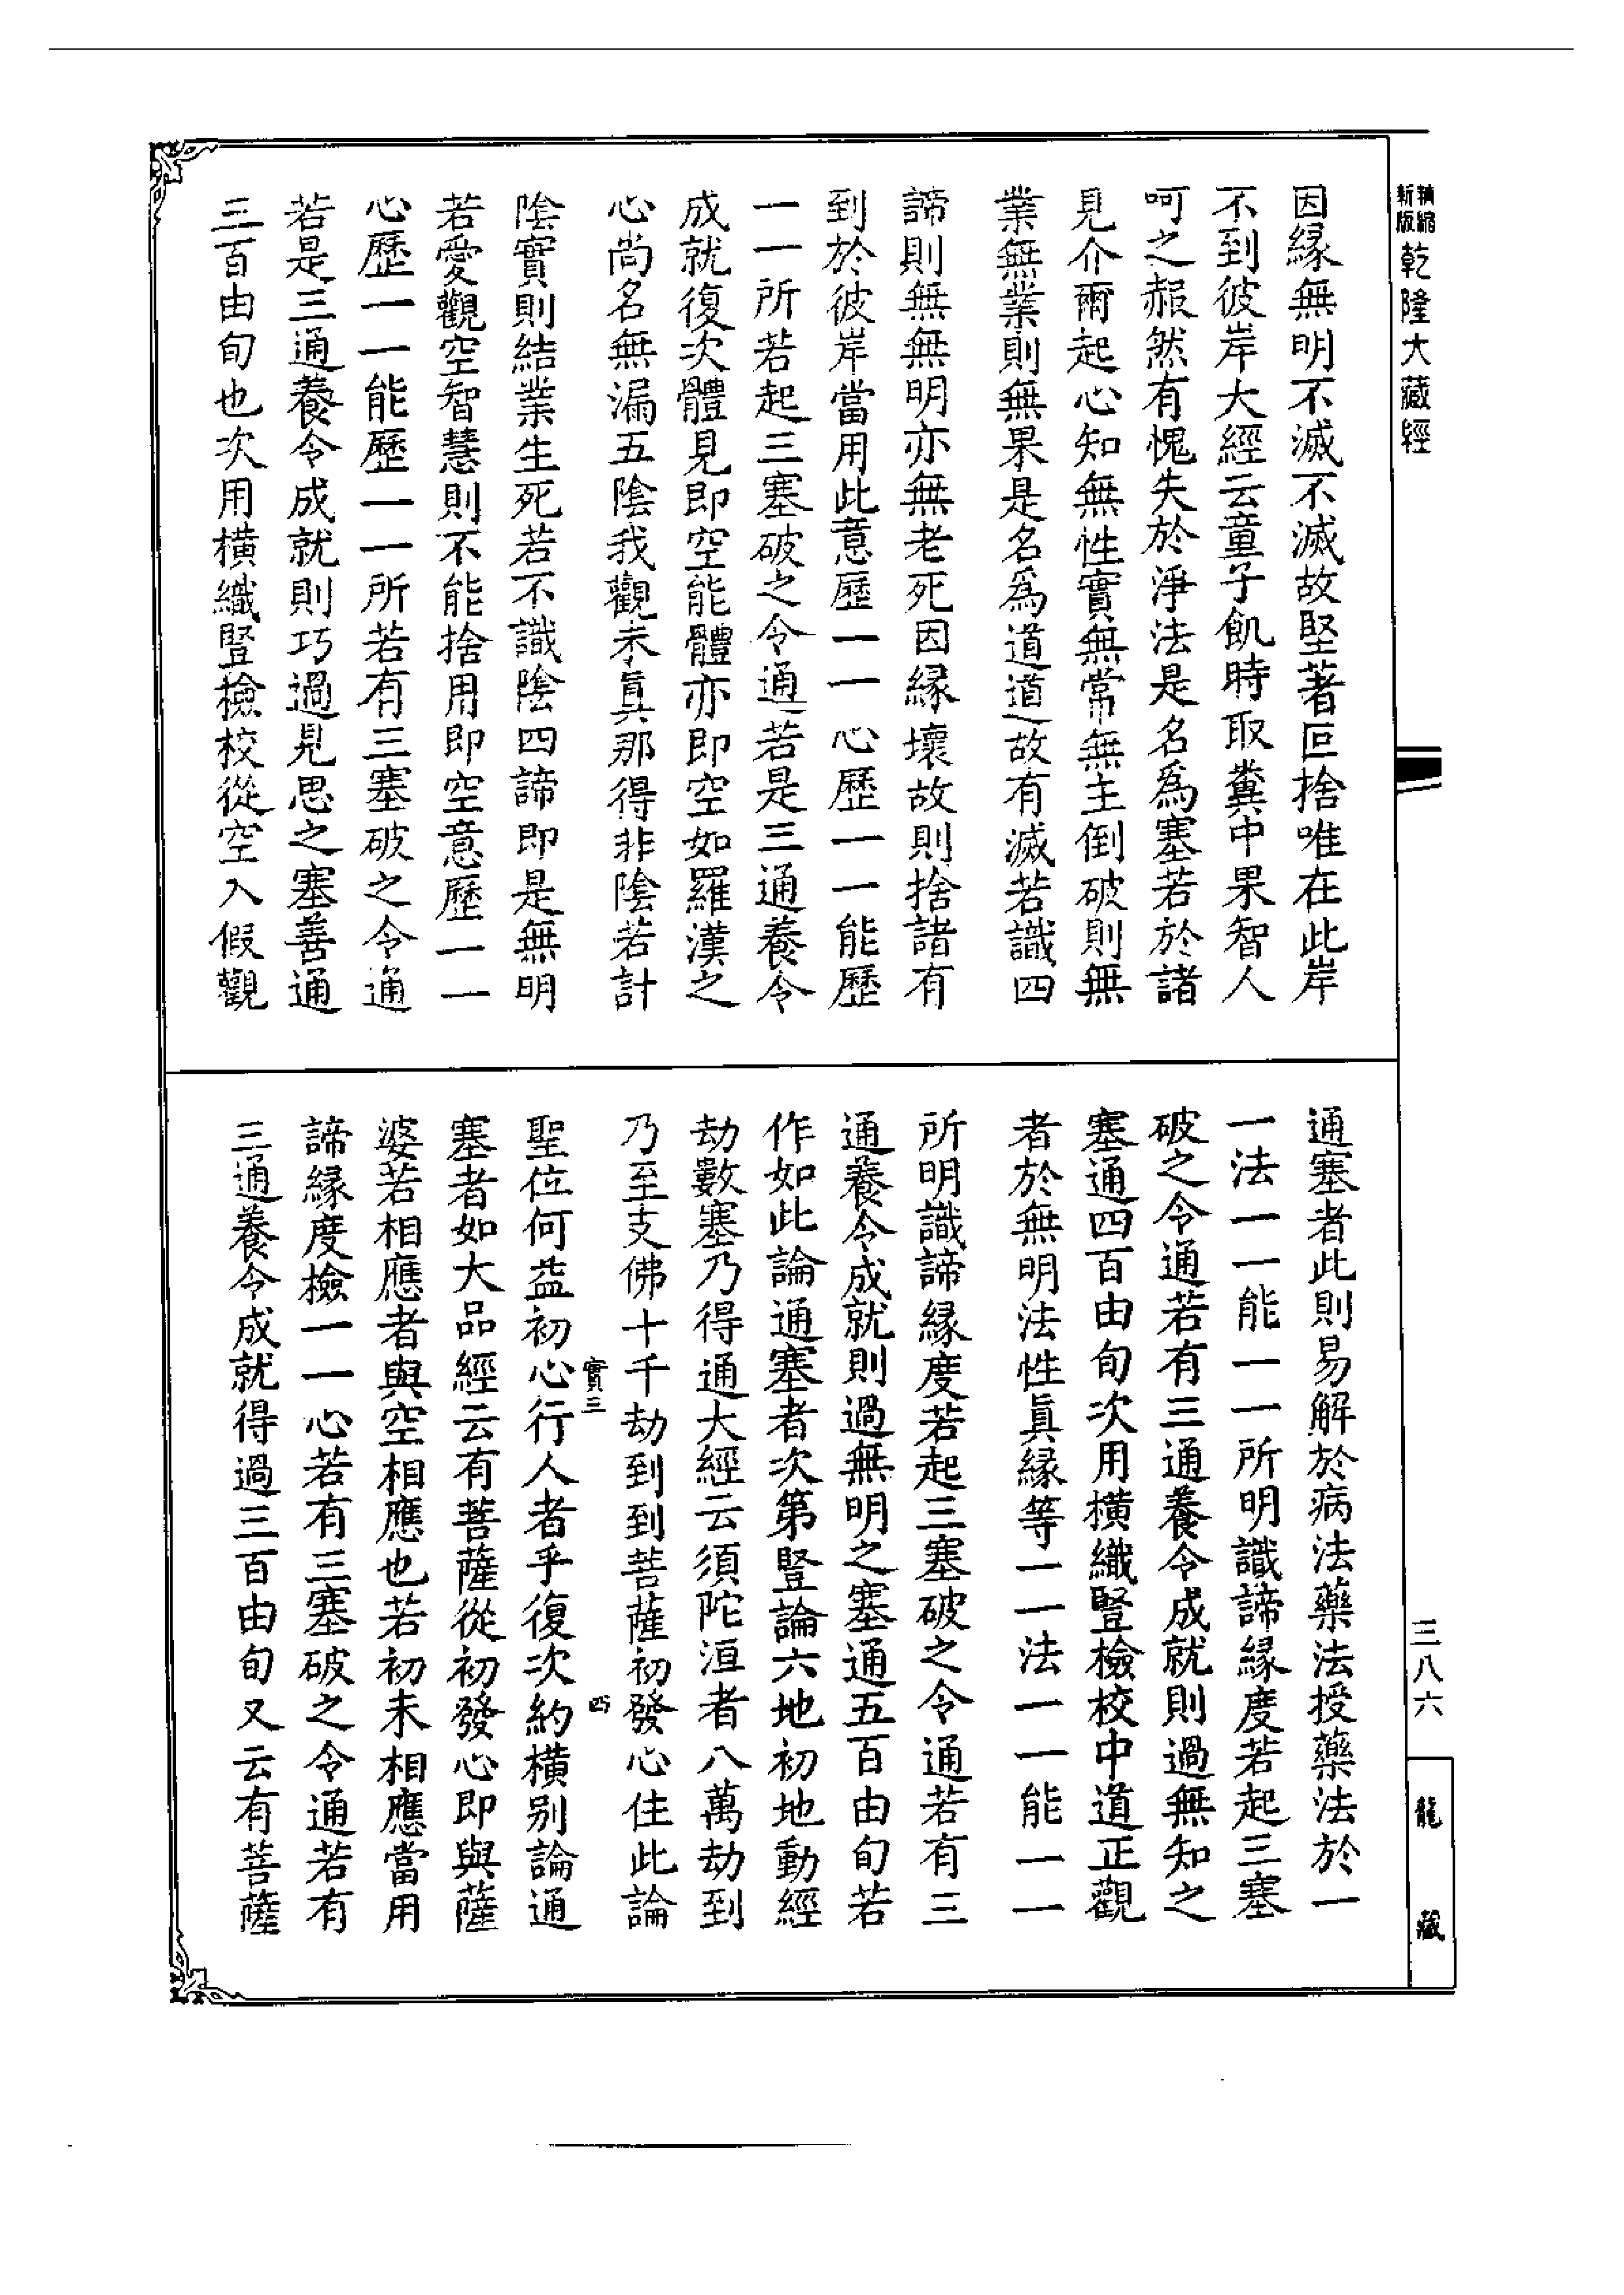 精縮
新版
乾隆大藏經
因緣無明不滅不滅故堅著叵捨唯在此岸
不到彼岸大經云童子飢時取糞中果智人
呵之赧然有愧失於淨法是名為塞若於諸
見介爾起心知無性實無常無主倒破則無
業無業則無果是名為道道故有滅若識四
諦則無無明亦無老死因緣壞故則捨諸有
到於彼岸當用此意歷一一心歷一一能歷
一一所若起三塞破之令通若是三通養令
成就復次體見即空能體亦即空如羅漢之
心尚名無漏五陰我觀未真那得非陰若計
陰實則結業生死若不識陰四諦即是無明
若愛觀空智慧則不能捨用即空意歷一一
心歷一一能歷一一所若有三塞破之令通
若是三通養令成就則巧過見思之塞善通
三百由旬也次用橫織豎檢校從空入假觀
通塞者此則易解於病法藥法授藥法於一
一法一一能一一所明識諦緣度若起三塞
破之令通若有三通養令成就則過無知之
塞通四百由旬次用橫織豎檢校中道正觀
者於無明法性真緣等一一法一一能一一
所明識諦緣度若起三塞破之令通若有三
通養令成就則過無明之塞通五百由旬若
作如此論通塞者次第豎論六地初地動經
劫數塞乃得通大經云須陀洹者八萬劫到
乃至支佛十千劫到到菩薩初發心住此論
實三
四
聖位何益初心行人者乎復次約橫別論通
塞者如大品經云有菩薩從初發心即與薩
婆若相應者與空相應也若初未相應當用
諦緣度檢一一心若有三塞破之令通若有
三通養令成就得過三百由旬又云有菩薩
三八六
龍藏